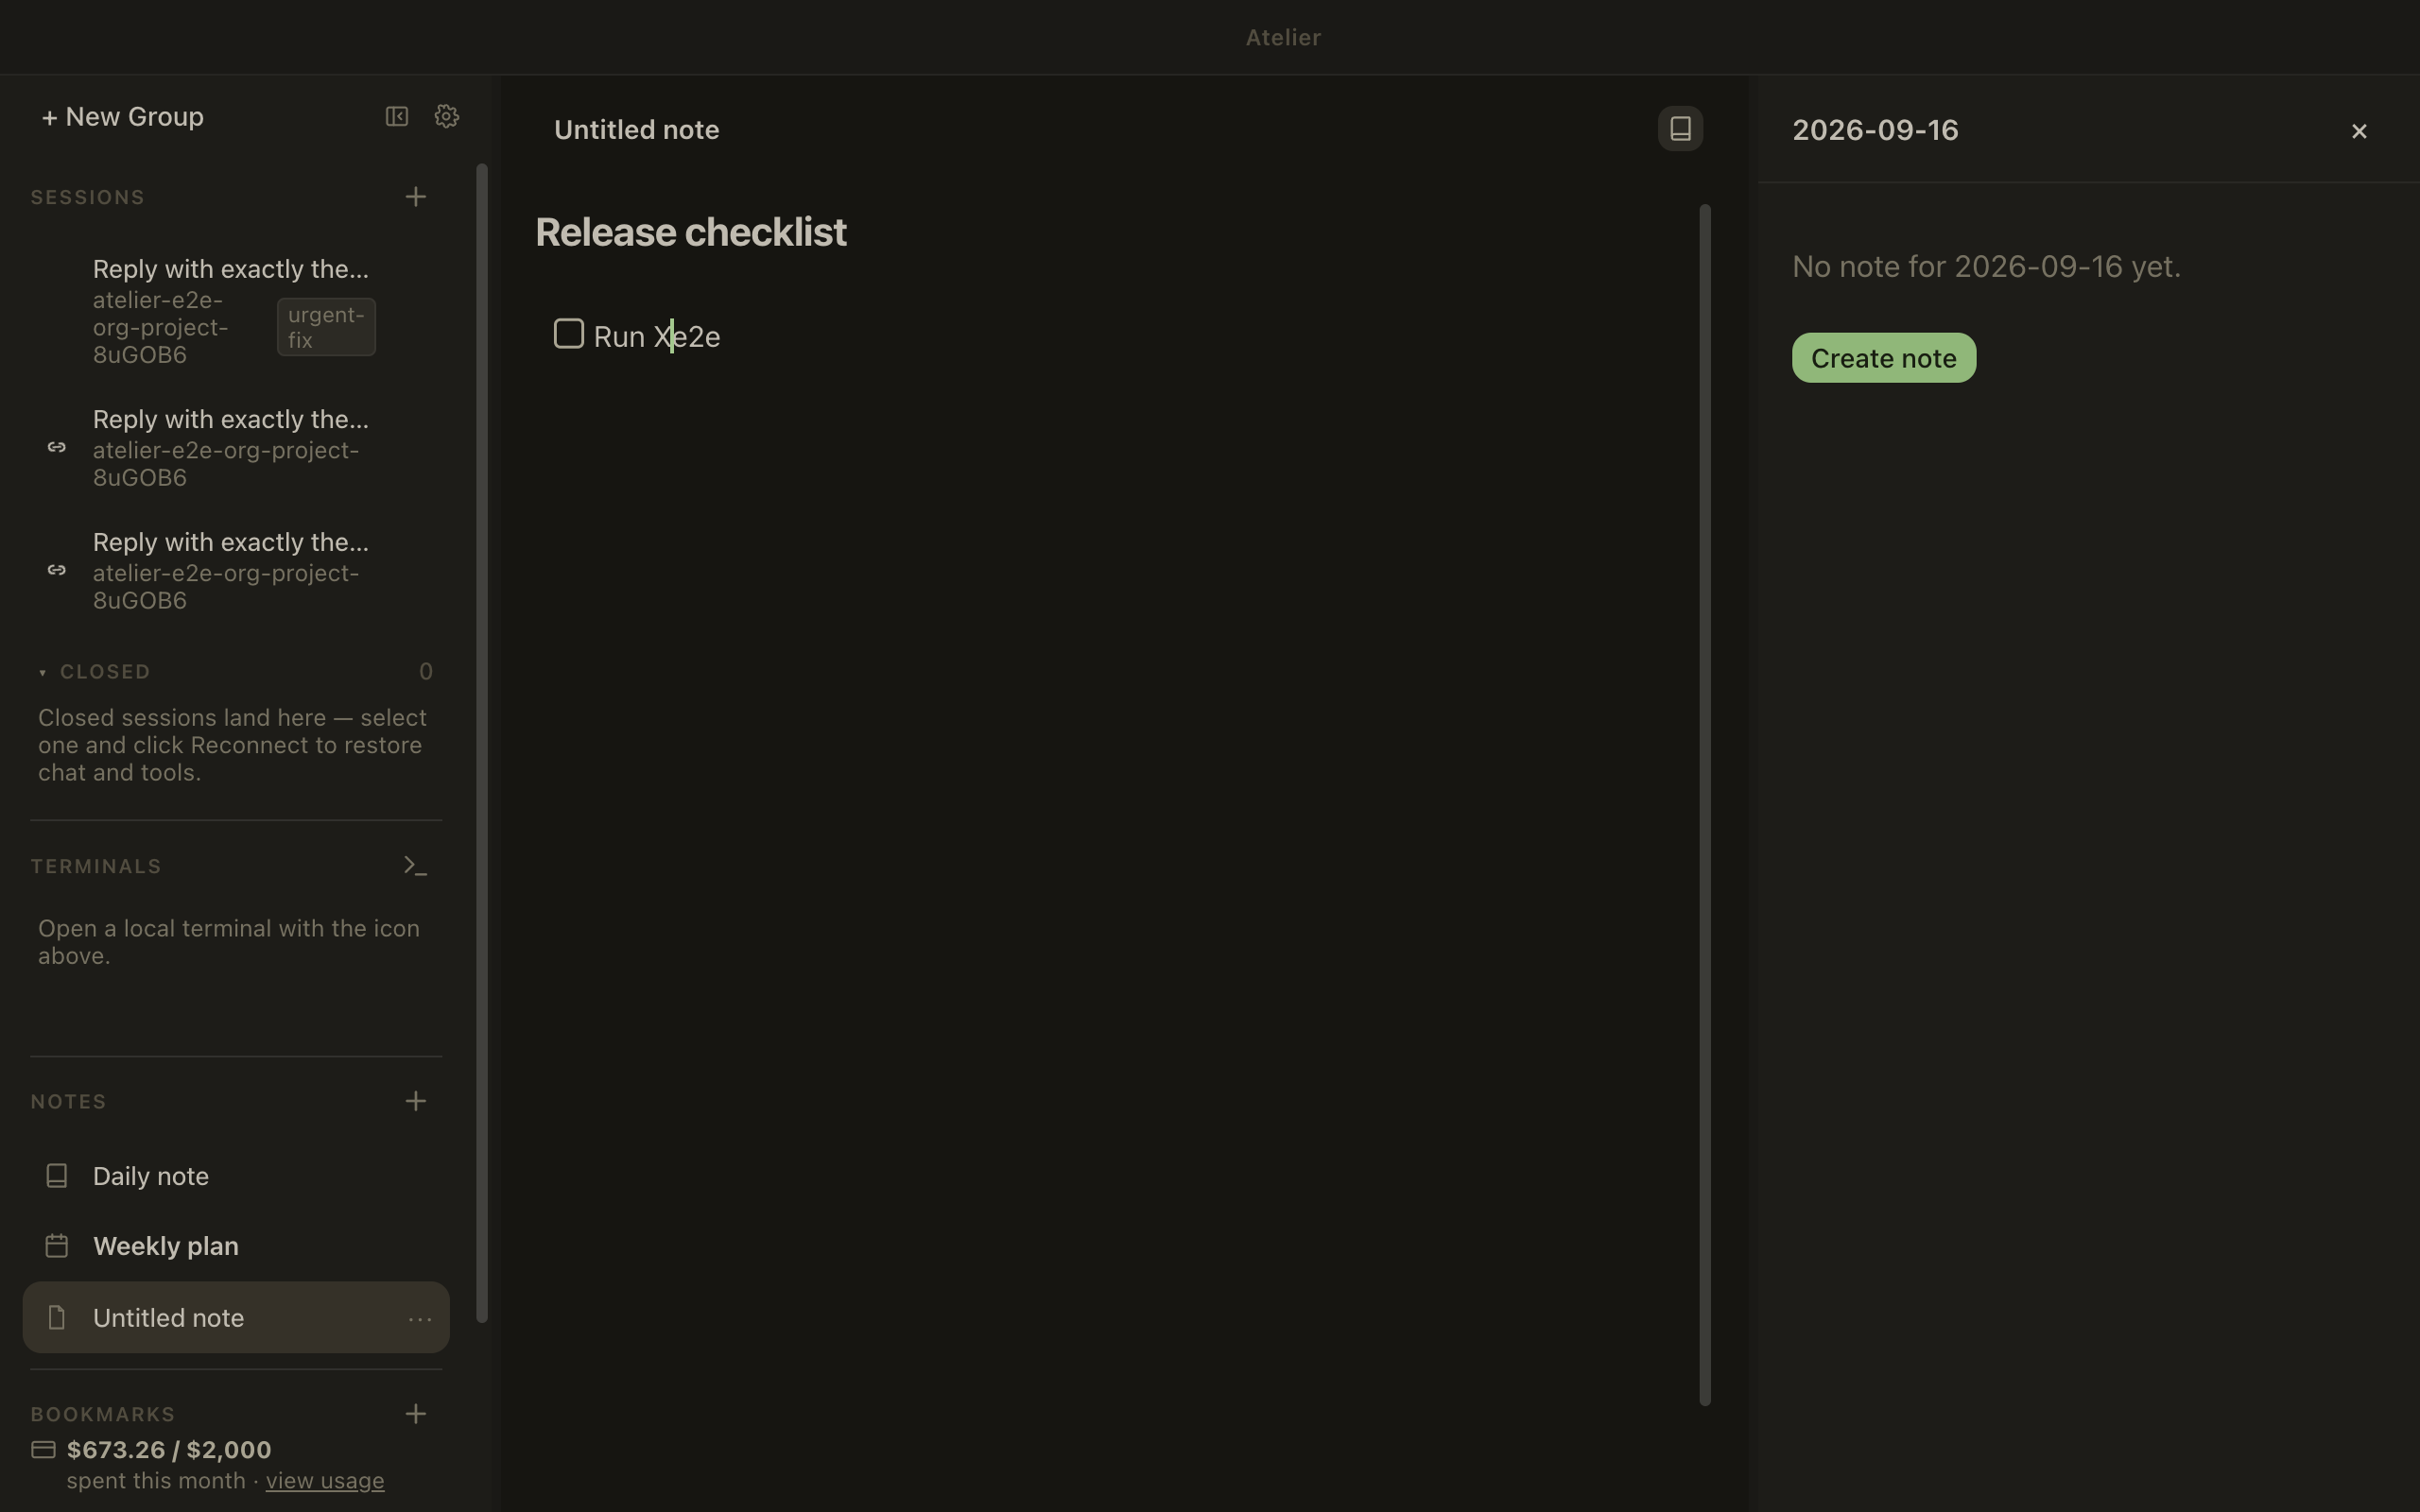 Atelier
+ New Group
SESSIONS
Reply with exactly the...
atelier-e2e-
org-project-
8uGOB6
urgent-
fix
Reply with exactly the...
atelier-e2e-org-project-
8uGOB6
Reply with exactly the...
atelier-e2e-org-project-
8uGOB6
CLOSED 0
Closed sessions land here — select
one and click Reconnect to restore
chat and tools.
TERMINALS
Open a local terminal with the icon
above.
NOTES
Daily note
Weekly plan
Untitled note ...
BOOKMARKS
$673.26 / $2,000
spent this month · view usage
Untitled note
Release checklist
Run Xe2e
2026-09-16
No note for 2026-09-16 yet.
Create note